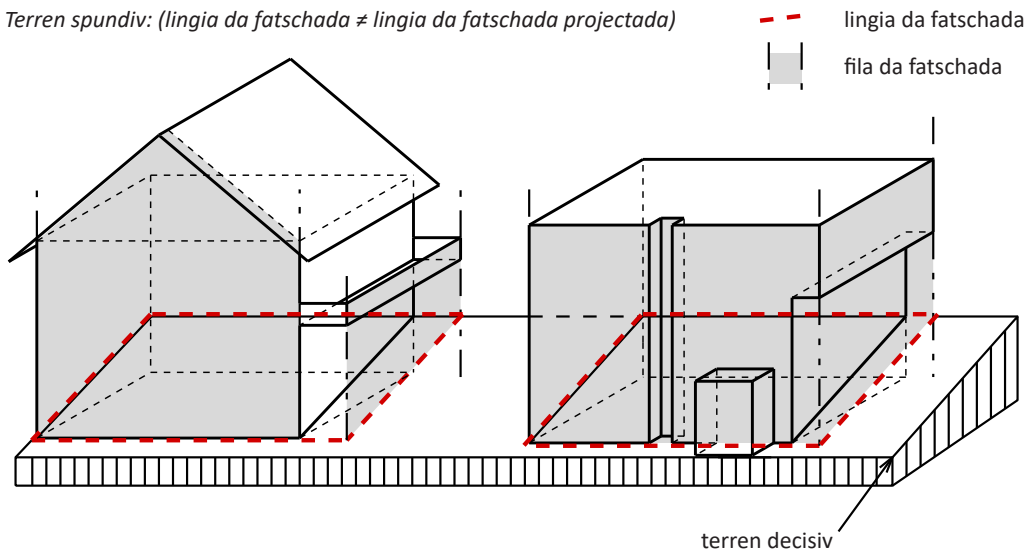 Terren spundiv: (lingia da fatschada ≠ lingia da fatschada projectada)
lingia da fatschada
fila da fatschada
terren decisiv